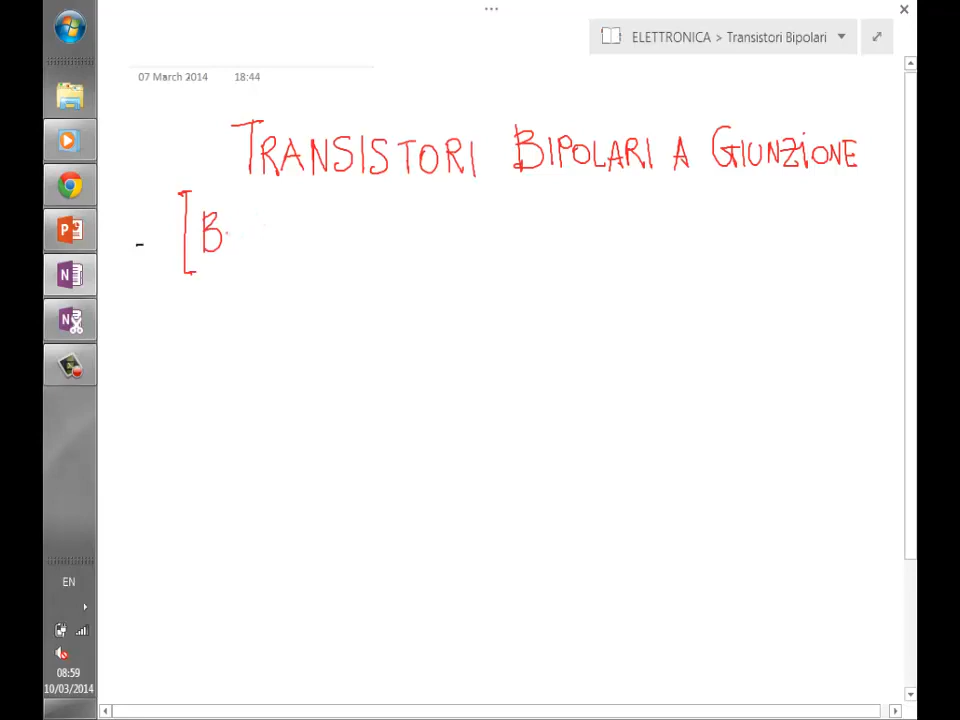 ...
ELETTRONICA > Transistori Bipolari
07 March 2014 18:44
TRANSISTORI BIPOLARI A GIUNZIONE
- [B.
P
N
N
EN
08:59
10/03/2014